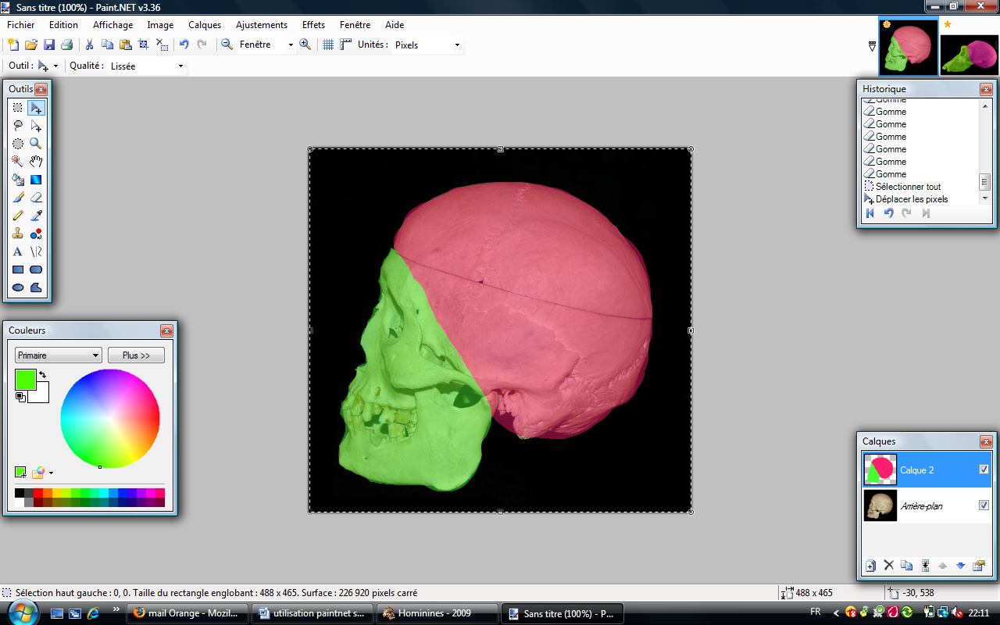 Sans titre (100%) - Paint.NET v3.36
Fichier Edition Affichage Image Calques Ajustements Effets Fenêtre Aide
Fenêtre Unités : Pixels
Outil : Qualité : Lissée
Outils
Historique
Gomme
Gomme
Gomme
Gomme
Gomme
Gomme
Gomme
Sélectionner tout
Déplacer les pixels
Couleurs
Primaire Plus >>
Calques
Calque 2
Arrière-plan
Sélection haut gauche : 0, 0. Taille du rectangle englobant : 488 x 465. Surface : 226 920 pixels carré
488 x 465
-30, 538
mail Orange - Mozil...
utilisation paintnet s...
Hominines - 2009
Sans titre (100%) - P...
FR
22:11